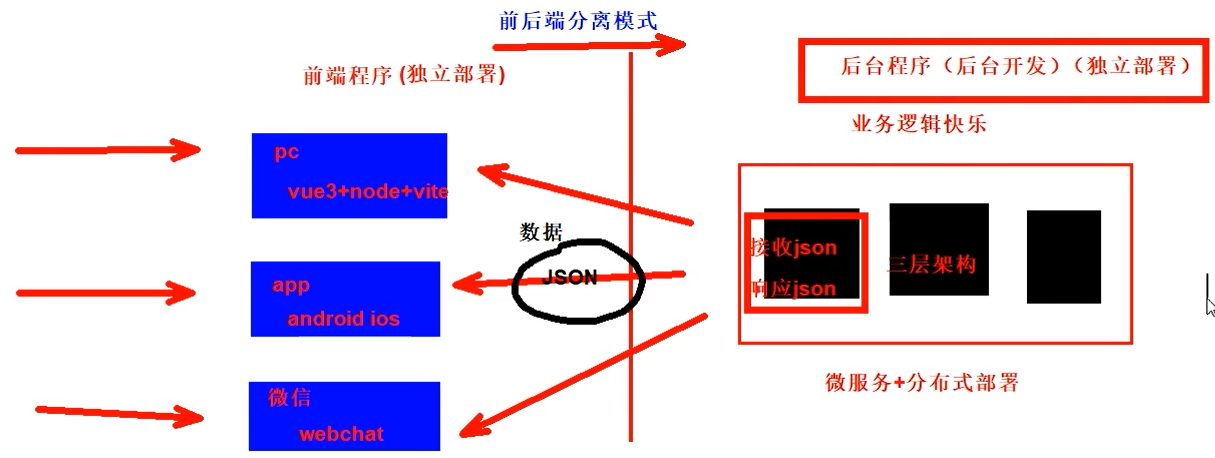 前后端分离模式
前端程序 (独立部署)
后台程序（后台开发）（独立部署）
业务逻辑快乐
pc
vue3+node+vite
数据
JSON
app
android ios
微信
webchat
接收json
响应json
三层架构
微服务+分布式部署